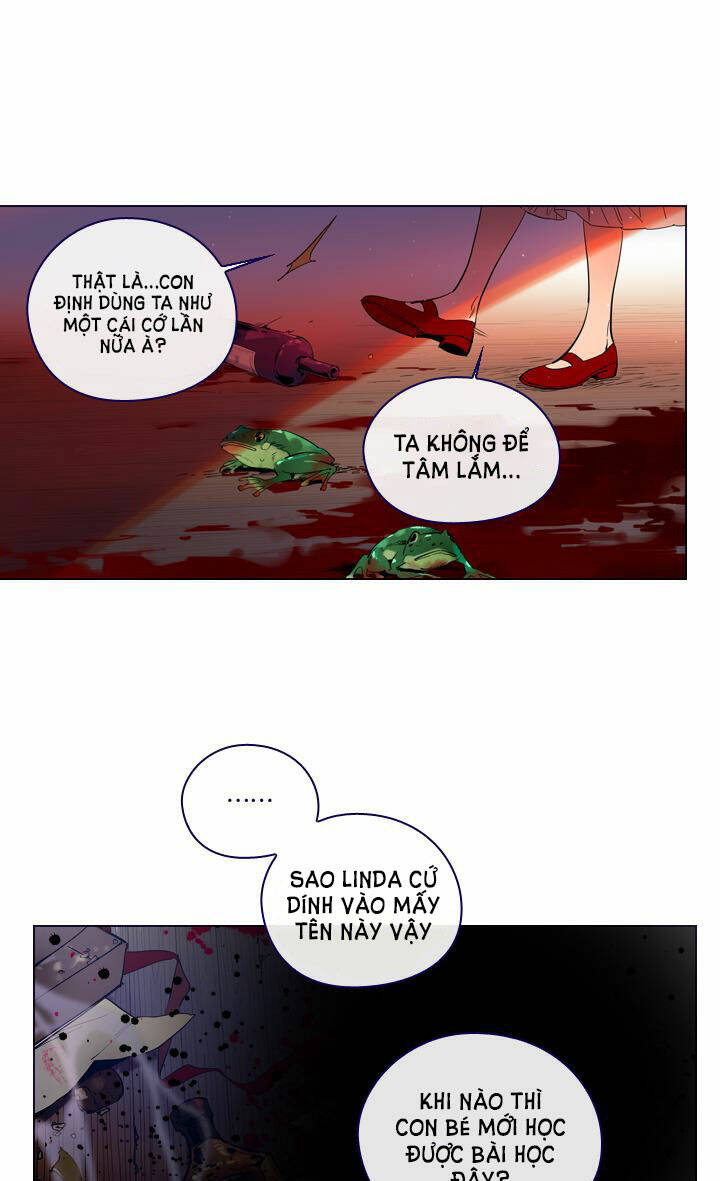 THẬT LÀ...CON
ĐỊNH DÙNG TA NHƯ
MỘT CÁI CỚ LẦN
NỮA À?
TA KHÔNG ĐỂ
TÂM LẮM...
......
SAO LINDA CỨ
DÍNH VÀO MẤY
TÊN NÀY VẬY
KHI NÀO THÌ
CON BÉ MỚI HỌC
ĐƯỢC BÀI HỌC
ĐÂY?